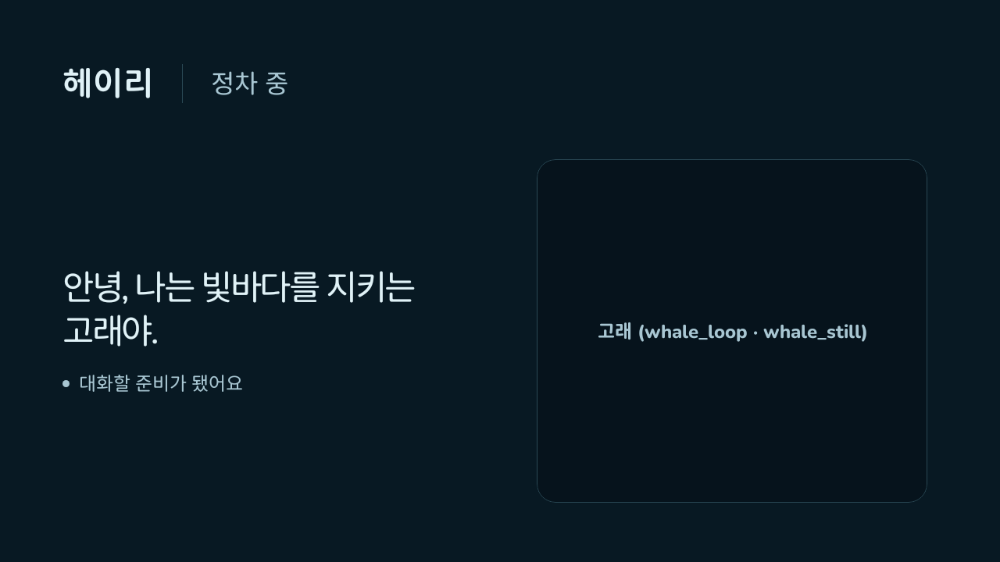 헤이리
정차 중
안녕, 나는 빛바다를 지키는
고래야.
대화할 준비가 됐어요
고래 (whale_loop · whale_still)